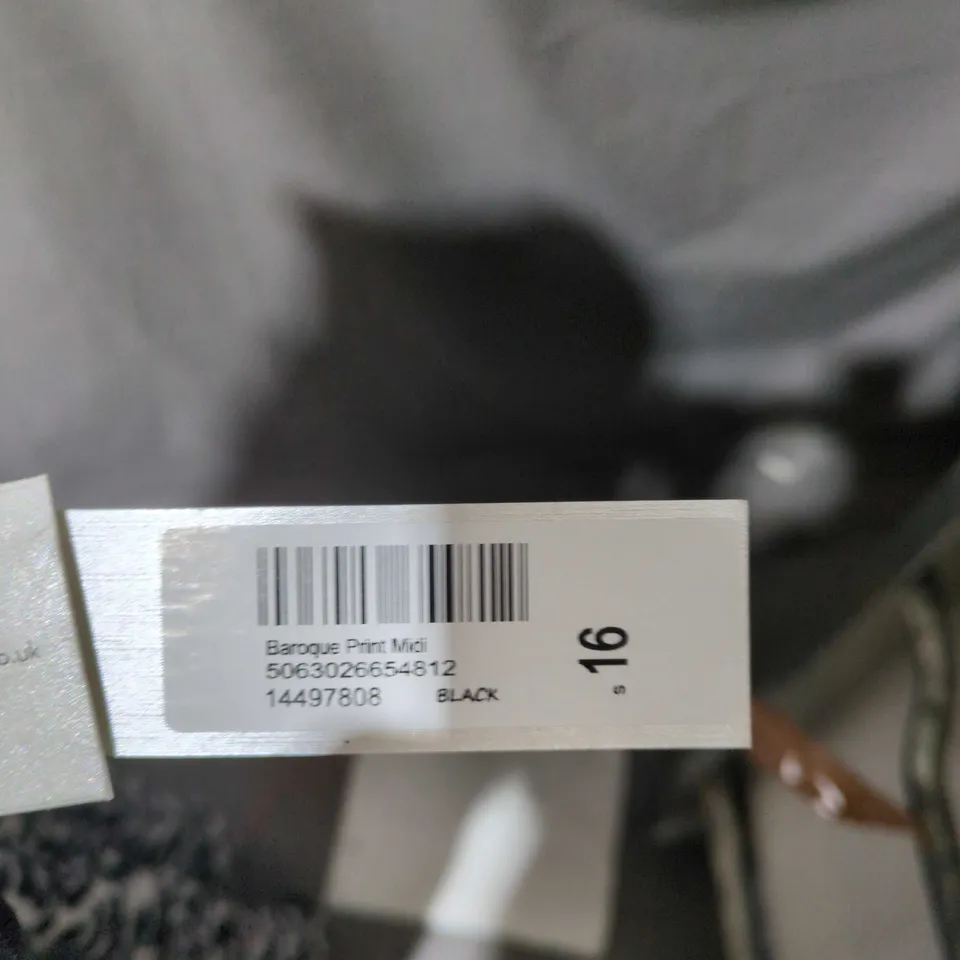 o.uk
Baroque Print Midi
5063026654812
14497808 BLACK
s 16